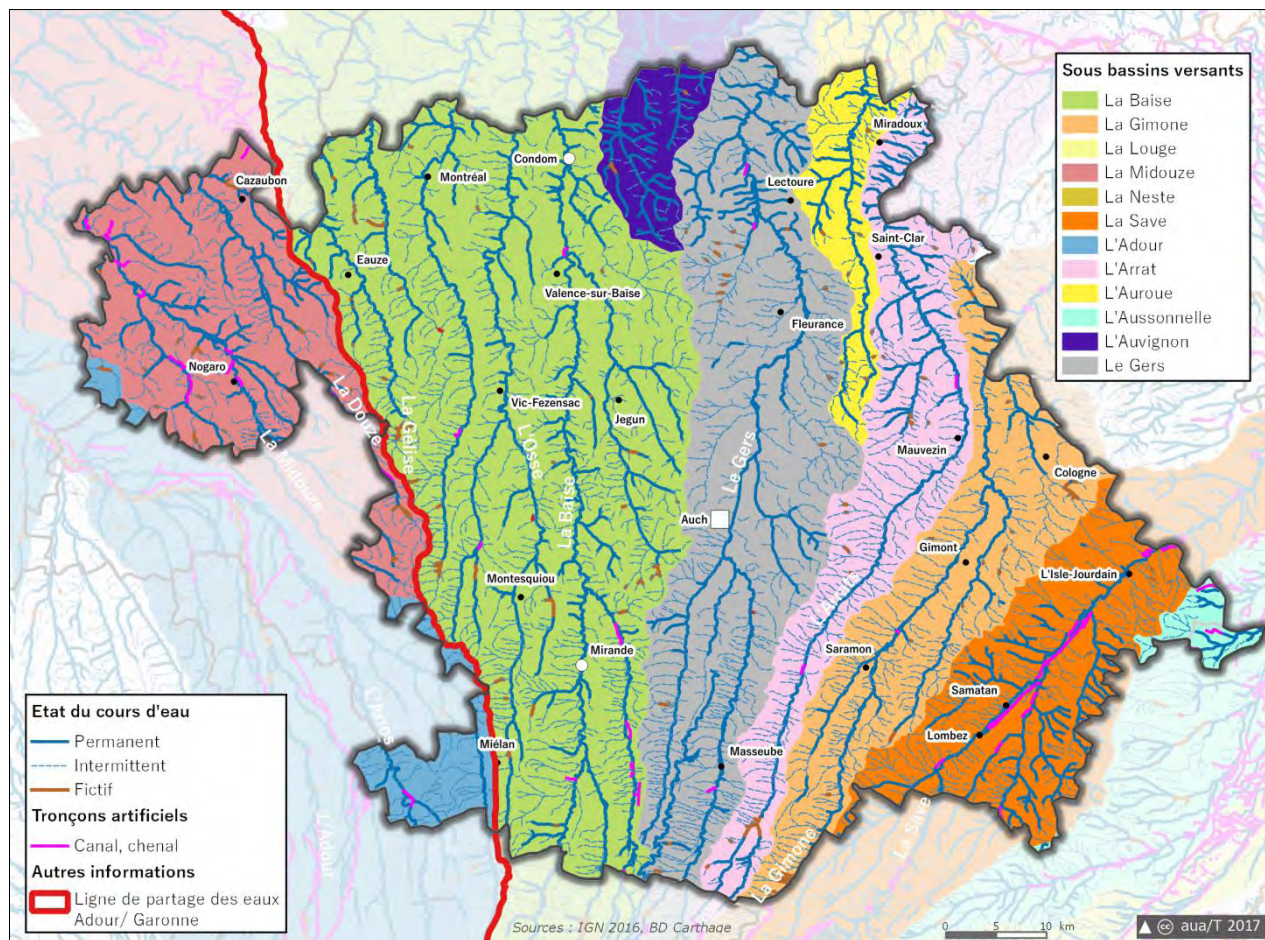 Sous bassins versants
La Baise
La Gimone
La Louge
La Midouze
La Neste
La Save
L'Adour
L'Arrat
L'Auroue
L'Aussonnelle
L'Auvignon
Le Gers
Miradoux
Condom
Montréal
Cazaubon
Lectoure
Saint-Clar
Eauze
Valence-sur-Baïse
Fleurance
Nogaro
La Douze
La Gélise
Vic-Fezensac
Jegun
L'Osse
La Midouze
Mauvezin
Cologne
Le Gers
La Baïse
Auch
Gimont
L'Isle-Jourdain
Montesquiou
L'Arrats
Mirande
Saramon
Samatan
Lombez
Miélan
Masseube
L'Adour
La Save
La Gimone
Etat du cours d'eau
Permanent
Intermittent
Fictif
Tronçons artificiels
Canal, chenal
Autres informations
Ligne de partage des eaux
Adour/ Garonne
Sources : IGN 2016, BD Carthage
0 5 10 km
cc aua/T 2017